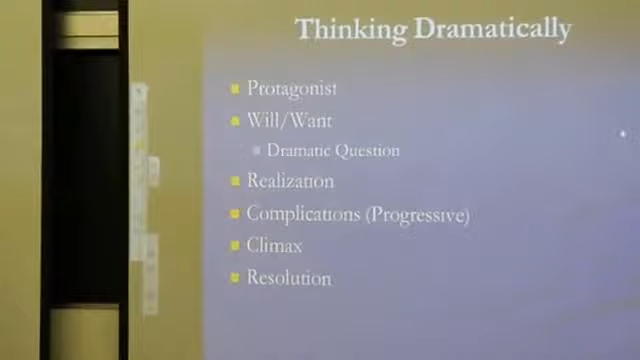 Thinking Dramatically
Protagonist
Will/Want
Dramatic Question
Realization
Complications (Progressive)
Climax
Resolution